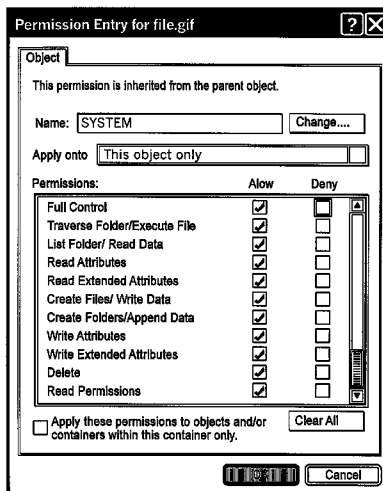 Permission Entry for file.gif
Object
This permission is inherited from the parent object.
Name: SYSTEM Change....
Apply onto This object only
Permissions: Alow Deny
Full Control
Traverse Folder/Execute File
List Folder/ Read Data
Read Attributes
Read Extended Attributes
Create Files/ Write Data
Create Folders/Append Data
Write Attributes
Write Extended Attributes
Delete
Read Permissions
Apply these permissions to objects and/or
containers within this container only.
Clear All
OK Cancel